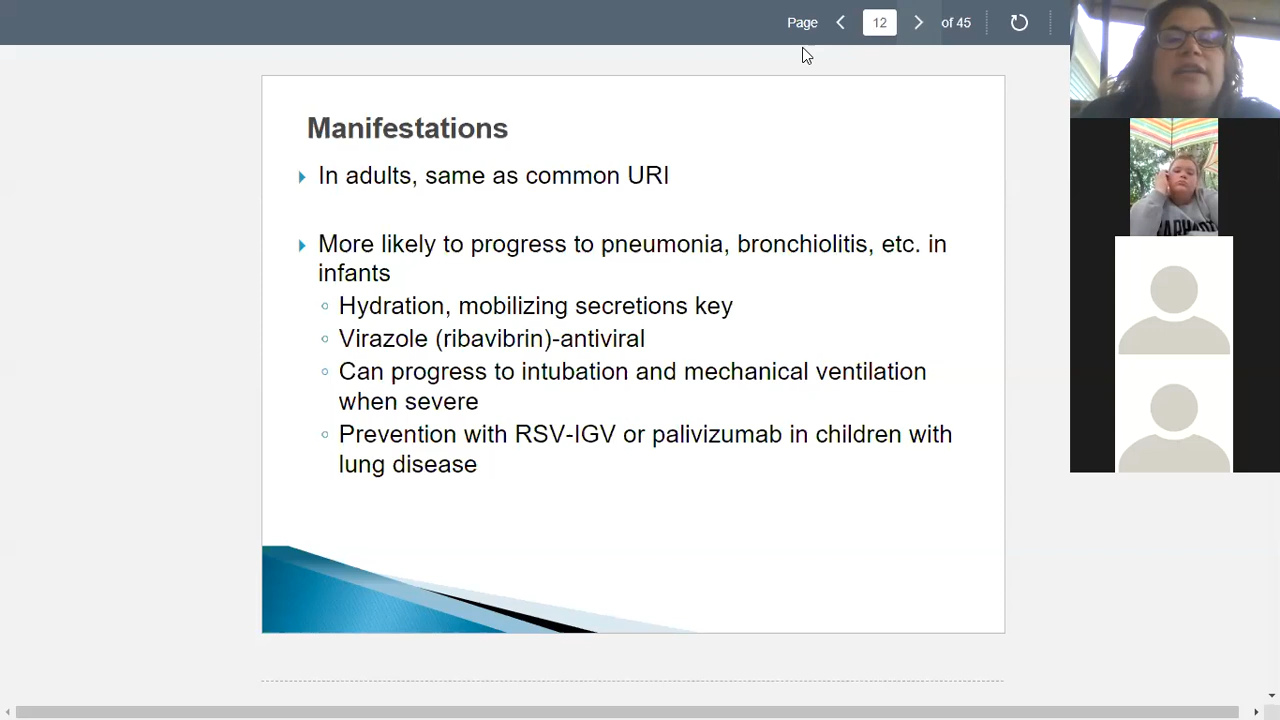 Page 12 of 45
Manifestations
In adults, same as common URI
More likely to progress to pneumonia, bronchiolitis, etc. in
infants
Hydration, mobilizing secretions key
Virazole (ribavibrin)-antiviral
Can progress to intubation and mechanical ventilation
when severe
Prevention with RSV-IGV or palivizumab in children with
lung disease